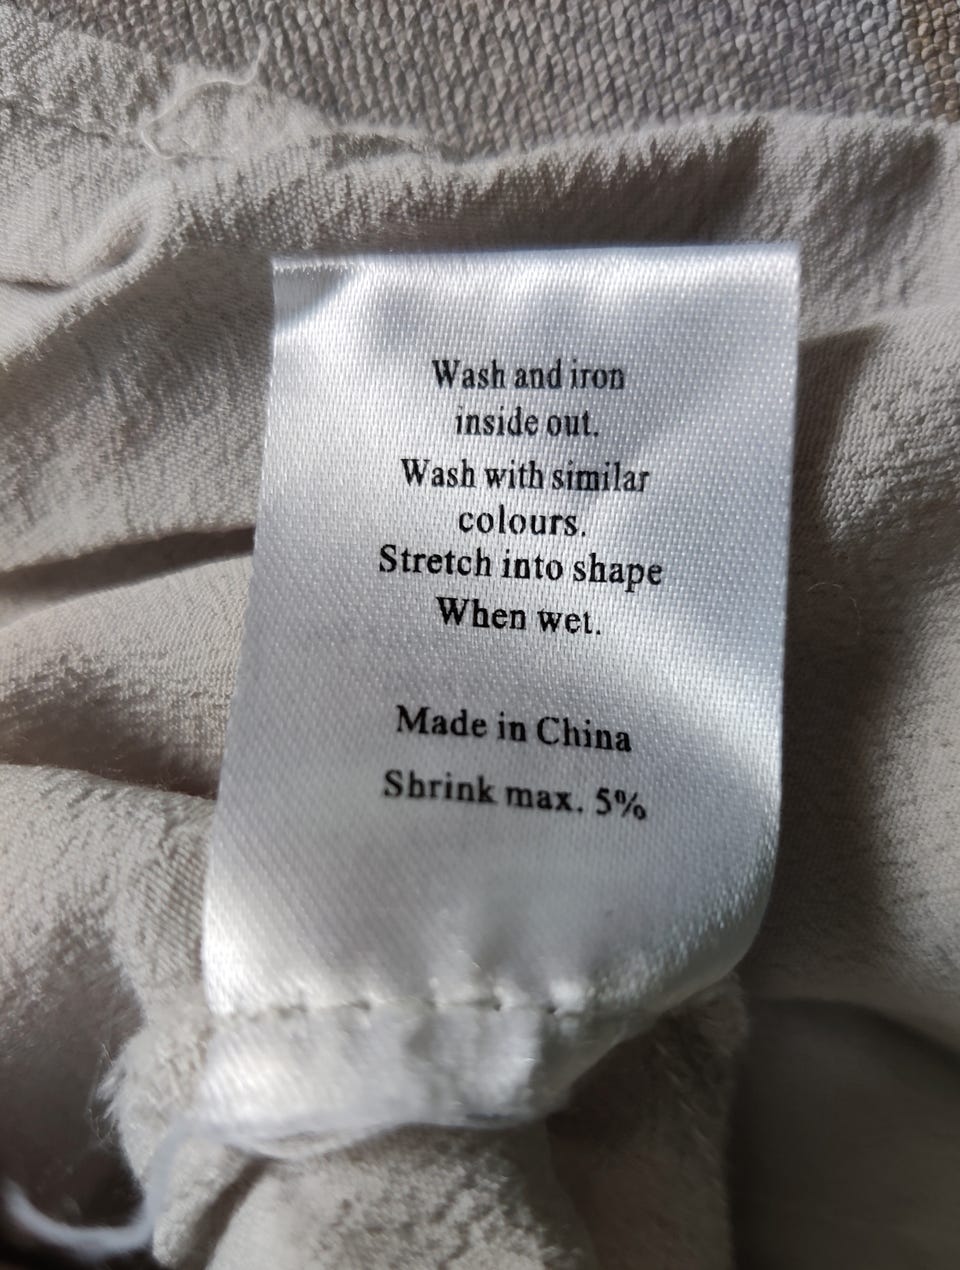 Wash and iron
inside out.
Wash with similar
colours.
Stretch into shape
When wet.
Made in China
Shrink max. 5%